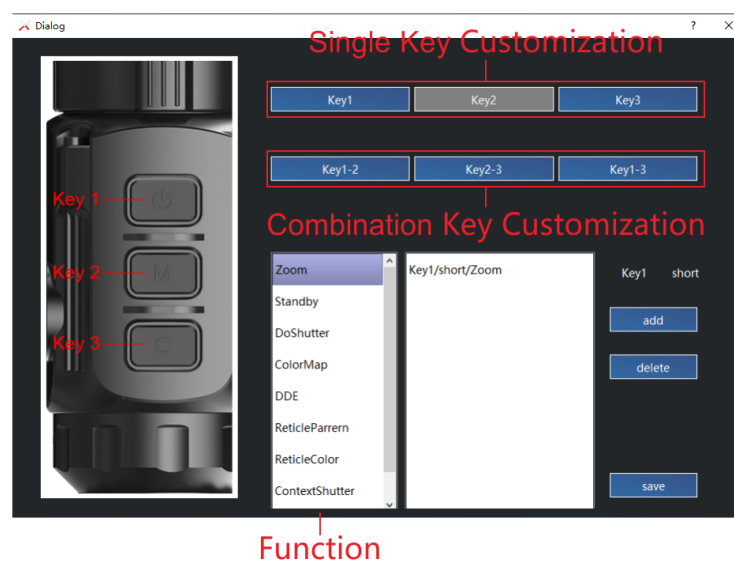 Dialog ? ×
Single Key Customization
Key1 Key2 Key3
Key1-2 Key2-3 Key1-3
Combination Key Customization
Key 1
M
Key 2
C
Key 3
Zoom
Standby
DoShutter
ColorMap
DDE
ReticleParrern
ReticleColor
ContextShutter
Key1/short/Zoom
Key1 short
add
delete
save
Function